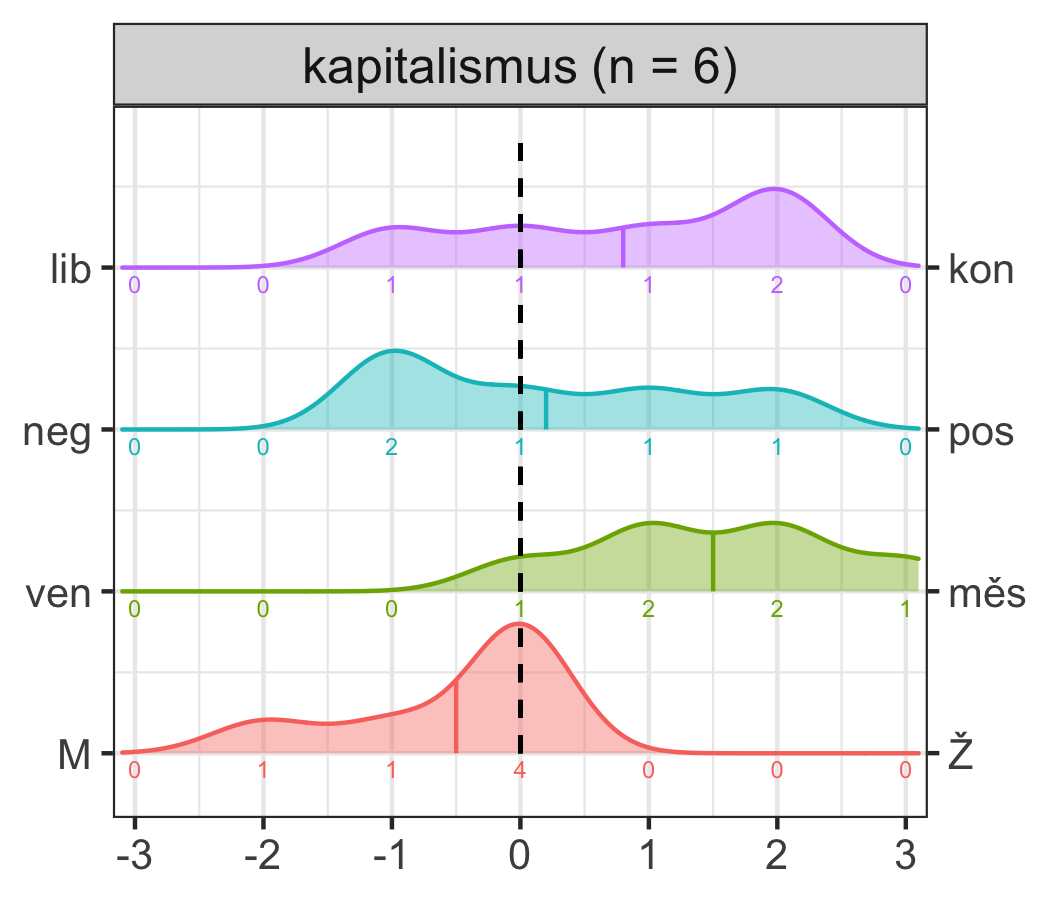 kapitalismus (n = 6)
lib kon
0 0 1 1 1 2 0
neg pos
0 0 2 1 1 1 0
ven měs
0 0 0 1 2 2 1
M Ž
0 1 1 4 0 0 0
-3 -2 -1 0 1 2 3